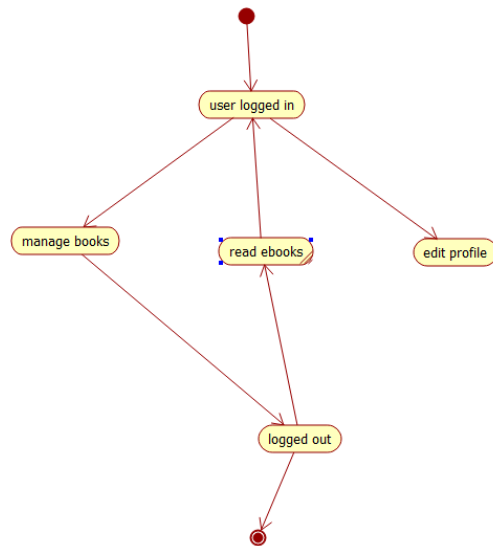 user logged in
manage books
read ebooks
edit profile
logged out